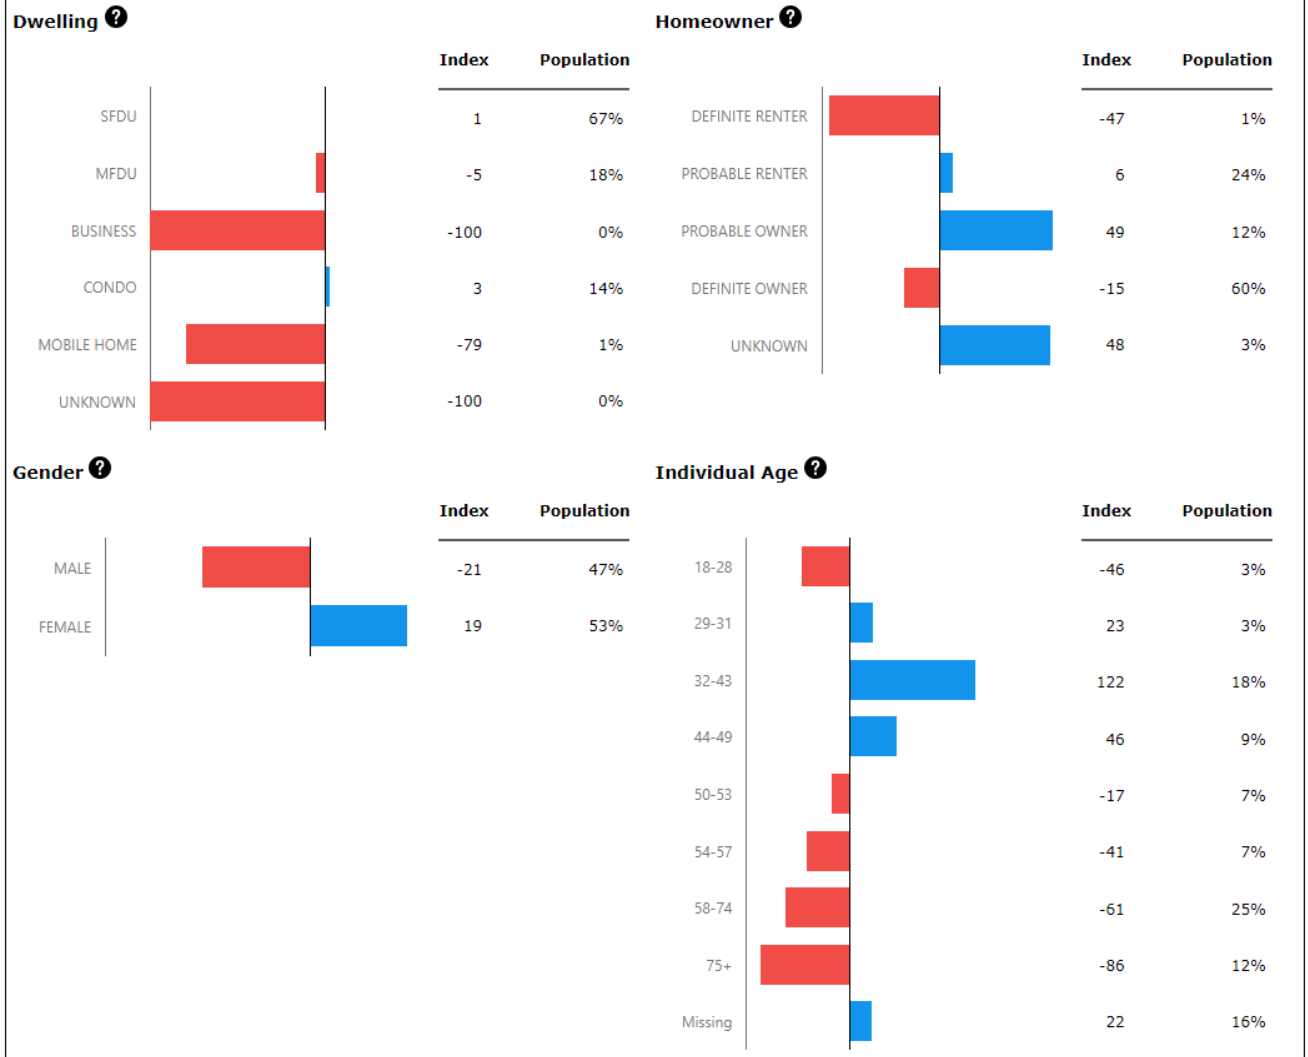 Dwelling ?
Index Population
SFDU 1 67%
MFDU -5 18%
BUSINESS -100 0%
CONDO 3 14%
MOBILE HOME -79 1%
UNKNOWN -100 0%
Homeowner ?
Index Population
DEFINITE RENTER -47 1%
PROBABLE RENTER 6 24%
PROBABLE OWNER 49 12%
DEFINITE OWNER -15 60%
UNKNOWN 48 3%
Gender ?
Index Population
MALE -21 47%
FEMALE 19 53%
Individual Age ?
Index Population
18-28 -46 3%
29-31 23 3%
32-43 122 18%
44-49 46 9%
50-53 -17 7%
54-57 -41 7%
58-74 -61 25%
75+ -86 12%
Missing 22 16%